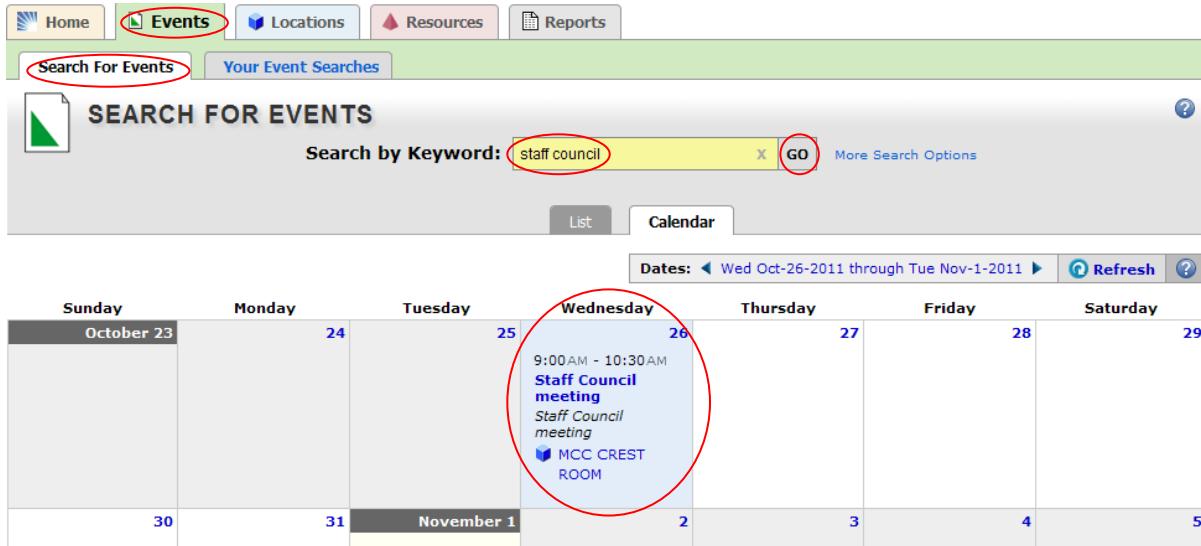 Home Events Locations Resources Reports
Search For Events Your Event Searches
SEARCH FOR EVENTS
Search by Keyword: staff council x GO More Search Options
List Calendar
Dates: Wed Oct-26-2011 through Tue Nov-1-2011 Refresh
Sunday Monday Tuesday Wednesday Thursday Friday Saturday
October 23 24 25 26 27 28 29
9:00AM - 10:30AM
Staff Council
meeting
Staff Council
meeting
MCC CREST
ROOM
30 31 November 1 2 3 4 5